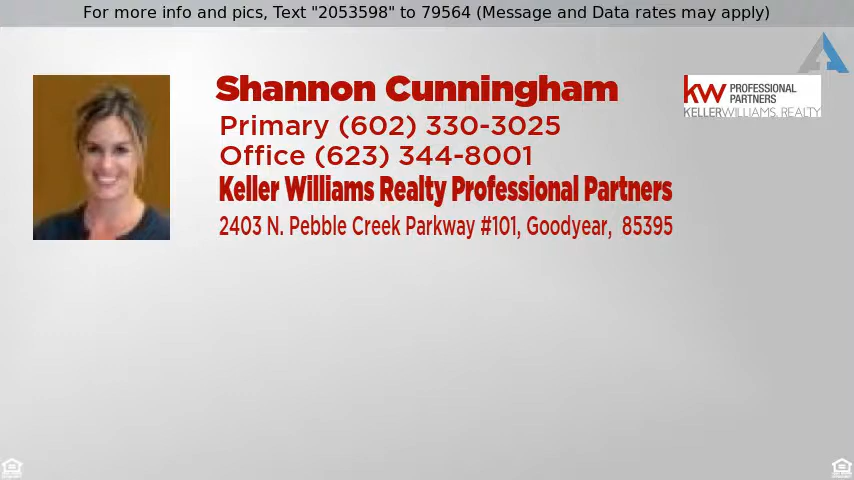 For more info and pics, Text "2053598" to 79564 (Message and Data rates may apply)
Shannon Cunningham
Primary (602) 330-3025
Office (623) 344-8001
Keller Williams Realty Professional Partners
2403 N. Pebble Creek Parkway #101, Goodyear, 85395
kw PROFESSIONAL
PARTNERS
KELLERWILLIAMS. REALTY